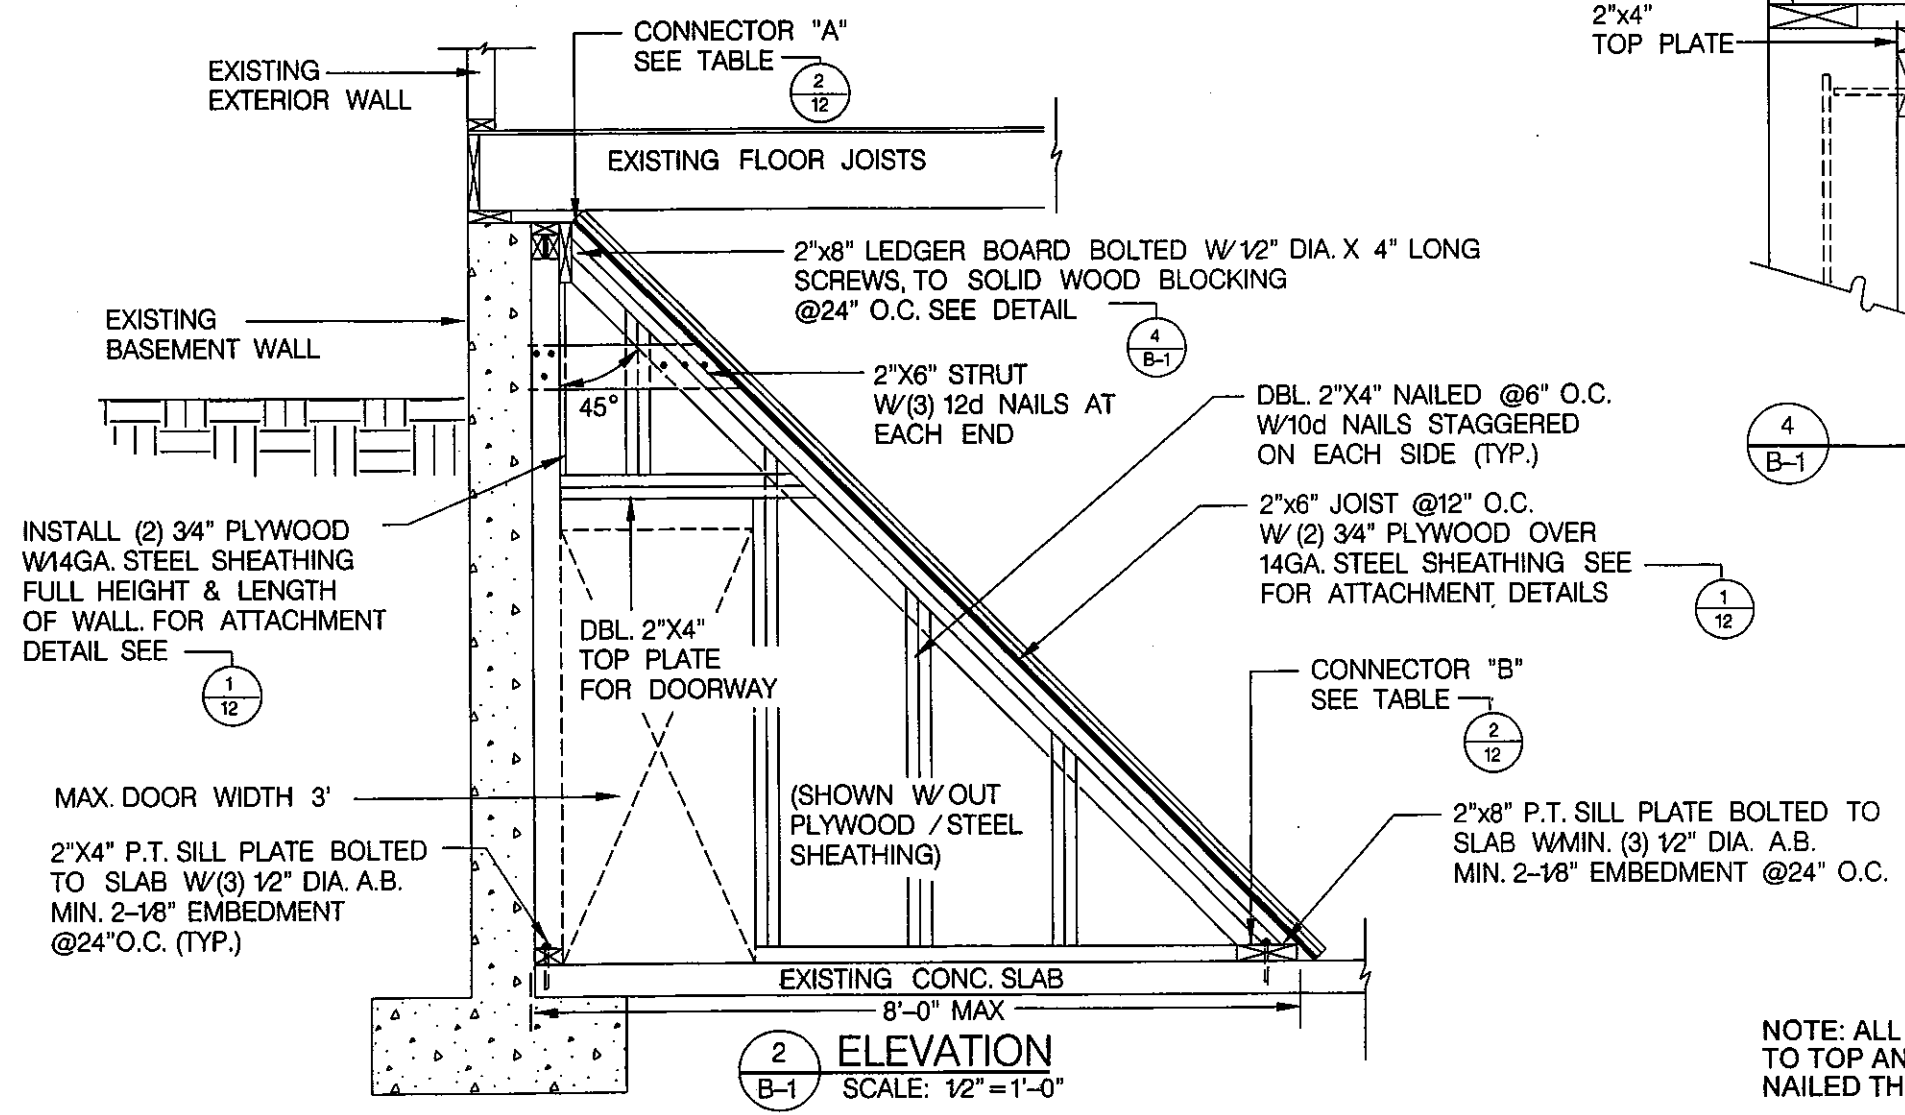 CONNECTOR "A"
SEE TABLE
2
12
EXISTING
EXTERIOR WALL
2"x4"
TOP PLATE
EXISTING FLOOR JOISTS
2"x8" LEDGER BOARD BOLTED W/ 1/2" DIA. X 4" LONG
SCREWS, TO SOLID WOOD BLOCKING
@24" O.C. SEE DETAIL
4
B-1
EXISTING
BASEMENT WALL
45°
2"X6" STRUT
W/(3) 12d NAILS AT
EACH END
DBL. 2"X4" NAILED @6" O.C.
W/10d NAILS STAGGERED
ON EACH SIDE (TYP.)
4
B-1
2"x6" JOIST @12" O.C.
W/ (2) 3/4" PLYWOOD OVER
14GA. STEEL SHEATHING SEE
FOR ATTACHMENT DETAILS
1
12
INSTALL (2) 3/4" PLYWOOD
W/14GA. STEEL SHEATHING
FULL HEIGHT & LENGTH
OF WALL. FOR ATTACHMENT
DETAIL SEE
1
12
DBL. 2"X4"
TOP PLATE
FOR DOORWAY
CONNECTOR "B"
SEE TABLE
2
12
MAX. DOOR WIDTH 3'
(SHOWN W/OUT
PLYWOOD / STEEL
SHEATHING)
2"x8" P.T. SILL PLATE BOLTED TO
SLAB W/MIN. (3) 1/2" DIA. A.B.
MIN. 2-1/8" EMBEDMENT @24" O.C.
2"X4" P.T. SILL PLATE BOLTED
TO SLAB W/(3) 1/2" DIA. A.B.
MIN. 2-1/8" EMBEDMENT
@24"O.C. (TYP.)
EXISTING CONC. SLAB
8'-0" MAX
2
B-1
ELEVATION
SCALE: 1/2"=1'-0"
NOTE: ALL
TO TOP AN
NAILED TH